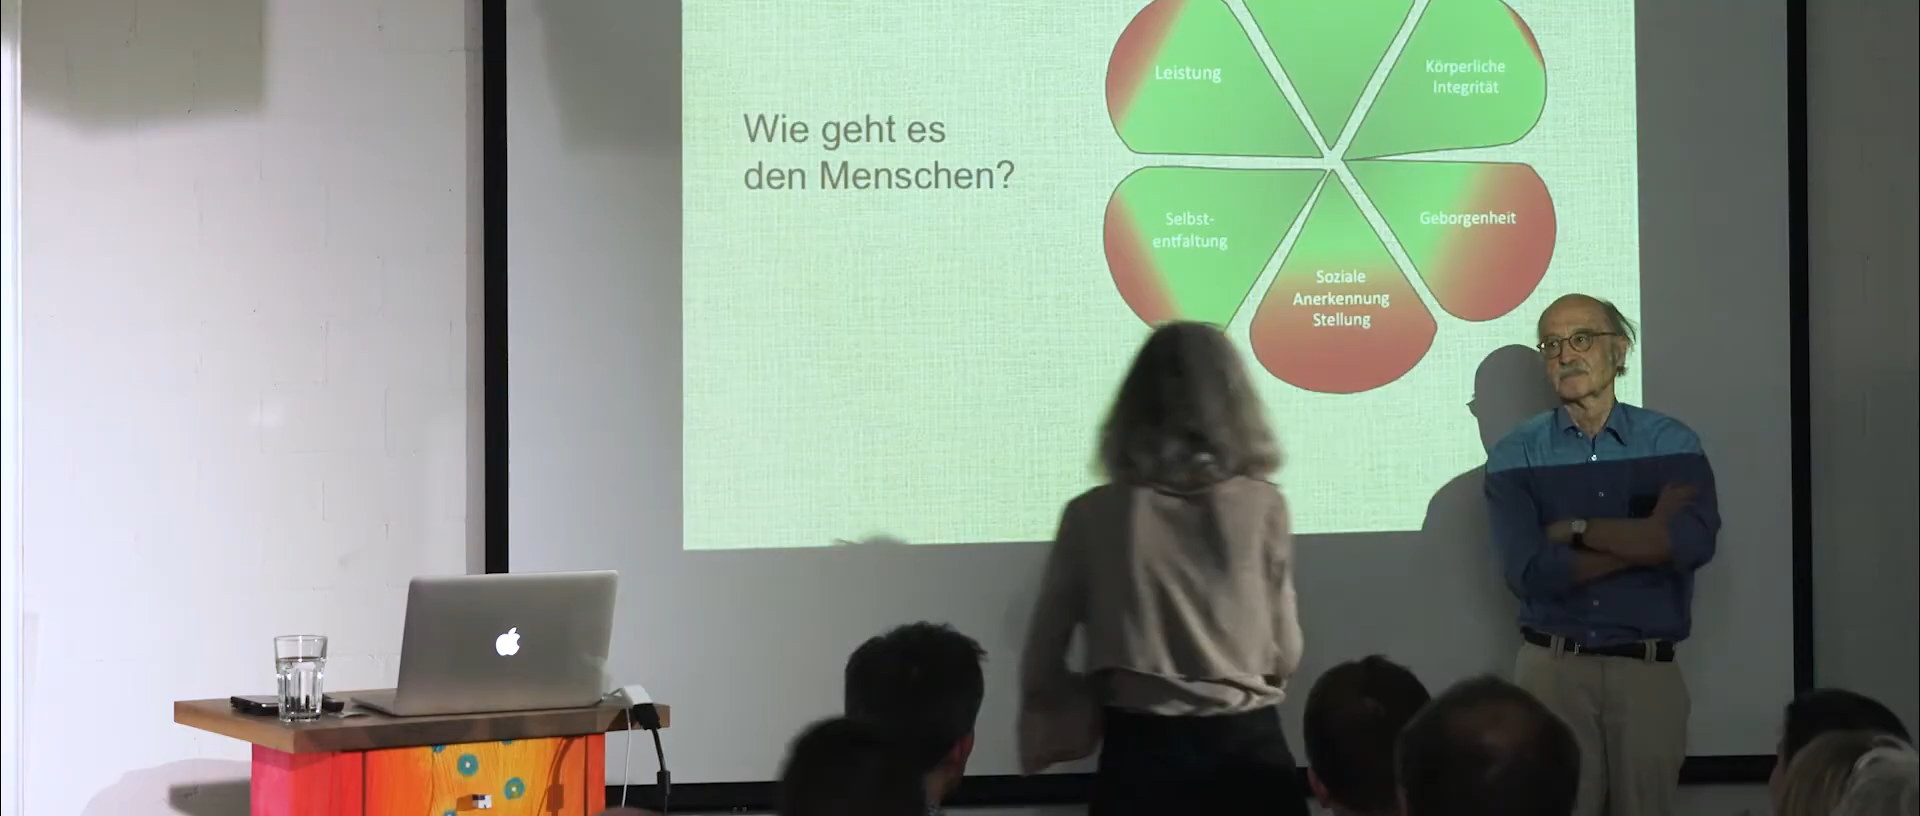 Wie geht es
den Menschen?
Leistung
Körperliche
Integrität
Selbst-
entfaltung
Geborgenheit
Soziale
Anerkennung
Stellung